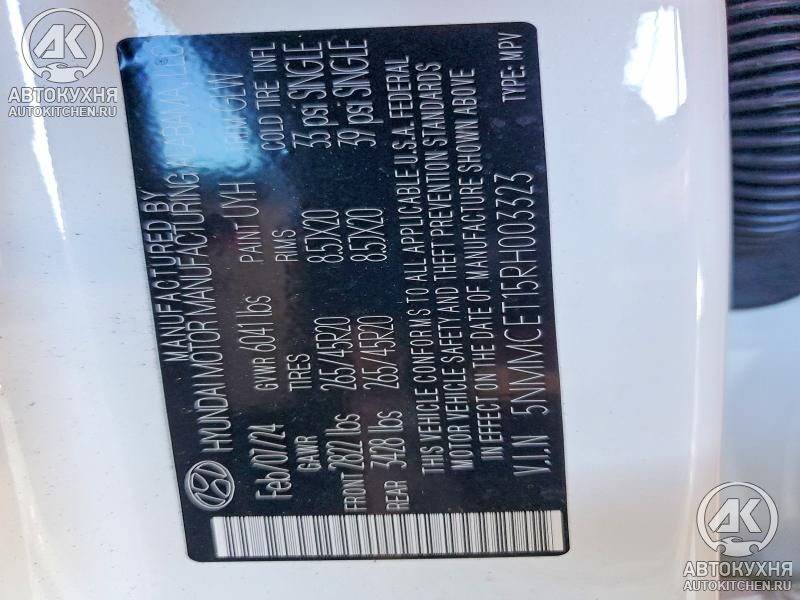 MANUFACTURED BY
HYUNDAI MOTOR MANUFACTURING ALABAMA, LLC
Feb/07/24 GVWR 6041 lbs PAINT UYH
GAWR TIRES RIMS COLD TIRE INFL
FRONT 2822 lbs 265/45R20 8.5JX20 35 psi SINGLE
REAR 3428 lbs 265/45R20 8.5JX20 39 psi SINGLE
THIS VEHICLE CONFORMS TO ALL APPLICABLE U.S.A. FEDERAL
MOTOR VEHICLE SAFETY AND THEFT PREVENTION STANDARDS
IN EFFECT ON THE DATE OF MANUFACTURE SHOWN ABOVE
V.I.N 5NMMCET15RH003323 TYPE: MPV
АК
АВТОКУХНЯ
AUTOKITCHEN.RU
АК
АВТОКУХНЯ
AUTOKITCHEN.RU